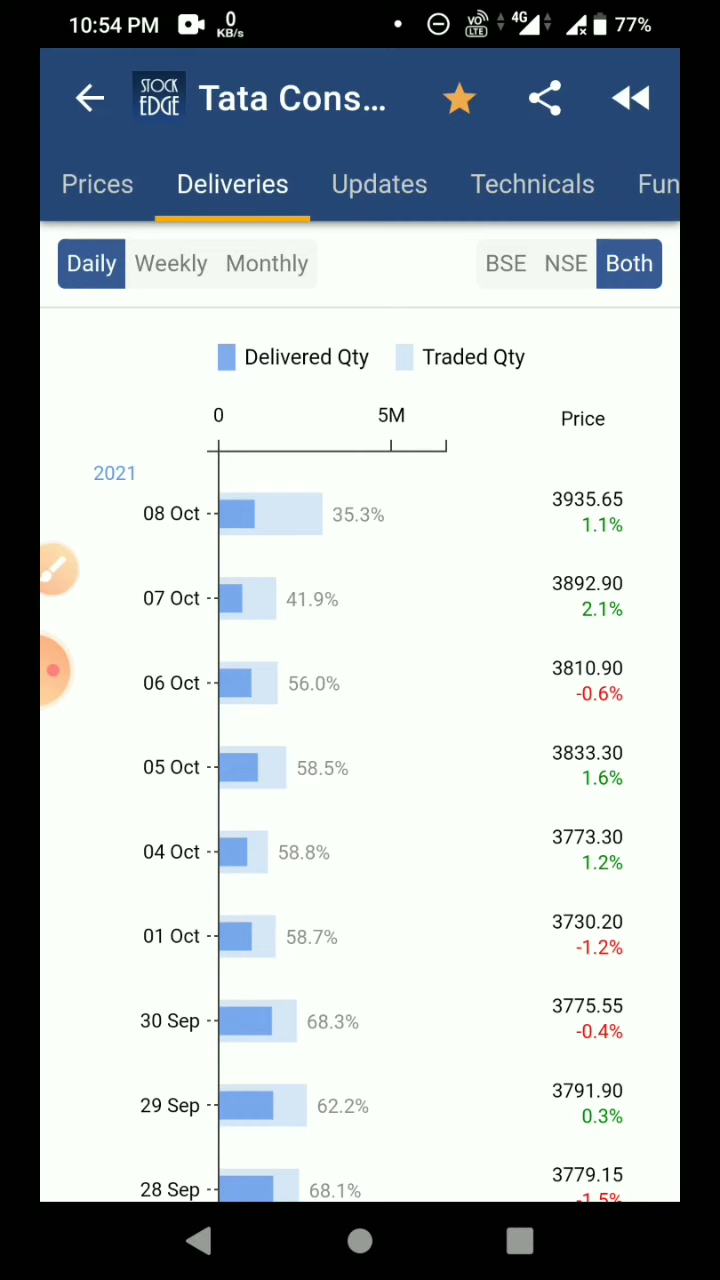 10:54 PM 0 KB/s VO LTE 4G 77%
STOCK EDGE Tata Cons...
Prices Deliveries Updates Technicals Fun
Daily Weekly Monthly BSE NSE Both
Delivered Qty Traded Qty
0 5M Price
2021
08 Oct 35.3% 3935.65
1.1%
07 Oct 41.9% 3892.90
2.1%
06 Oct 56.0% 3810.90
-0.6%
05 Oct 58.5% 3833.30
1.6%
04 Oct 58.8% 3773.30
1.2%
01 Oct 58.7% 3730.20
-1.2%
30 Sep 68.3% 3775.55
-0.4%
29 Sep 62.2% 3791.90
0.3%
28 Sep 68.1% 3779.15
-1.5%